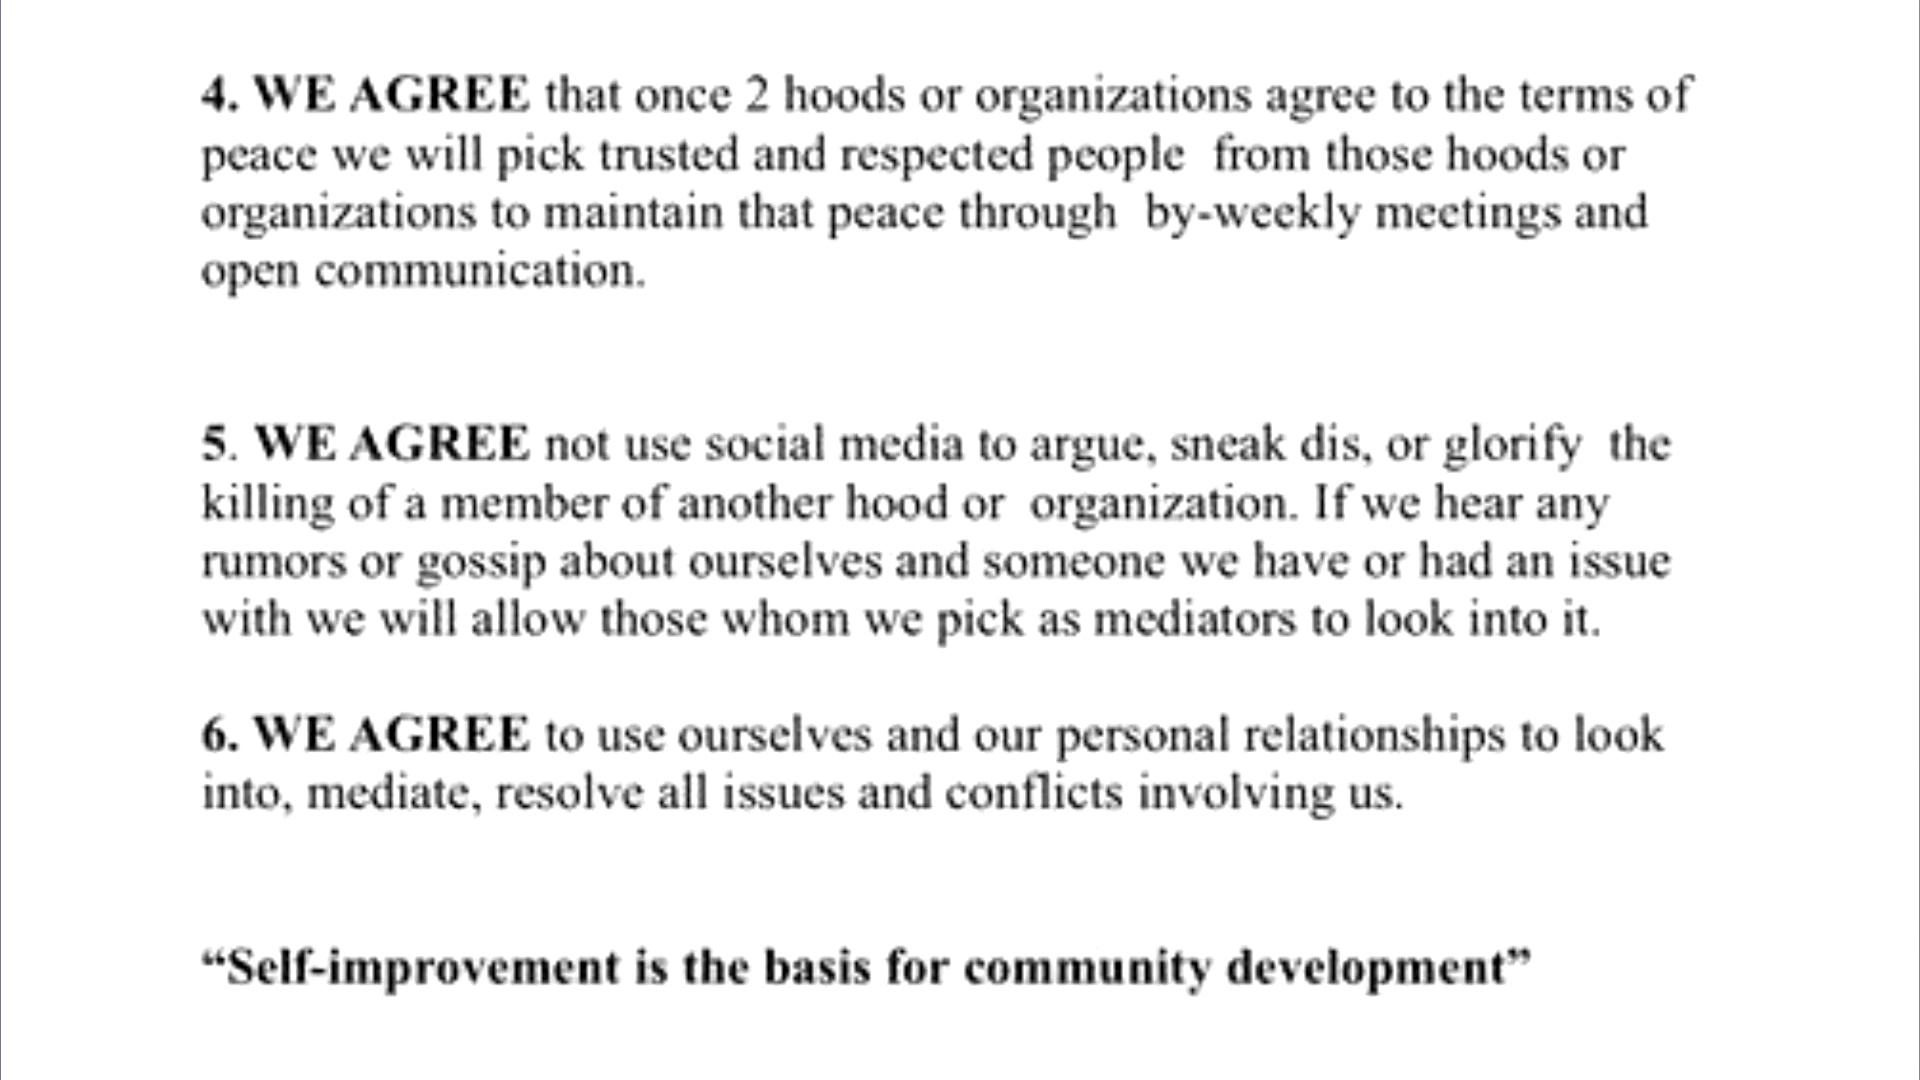 4. WE AGREE that once 2 hoods or organizations agree to the terms of
peace we will pick trusted and respected people  from those hoods or
organizations to maintain that peace through  by-weekly meetings and
open communication.
5. WE AGREE not use social media to argue, sneak dis, or glorify  the
killing of a member of another hood or  organization. If we hear any
rumors or gossip about ourselves and someone we have or had an issue
with we will allow those whom we pick as mediators to look into it.
6. WE AGREE to use ourselves and our personal relationships to look
into, mediate, resolve all issues and conflicts involving us.
“Self-improvement is the basis for community development”